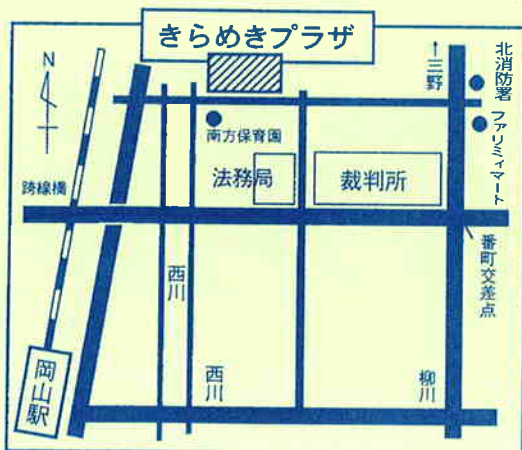 きらめきプラザ
N
↑三野
北消防署
ファミリィマート
南方保育園
法務局
裁判所
跨線橋
番町交差点
西川
西川
柳川
岡山駅